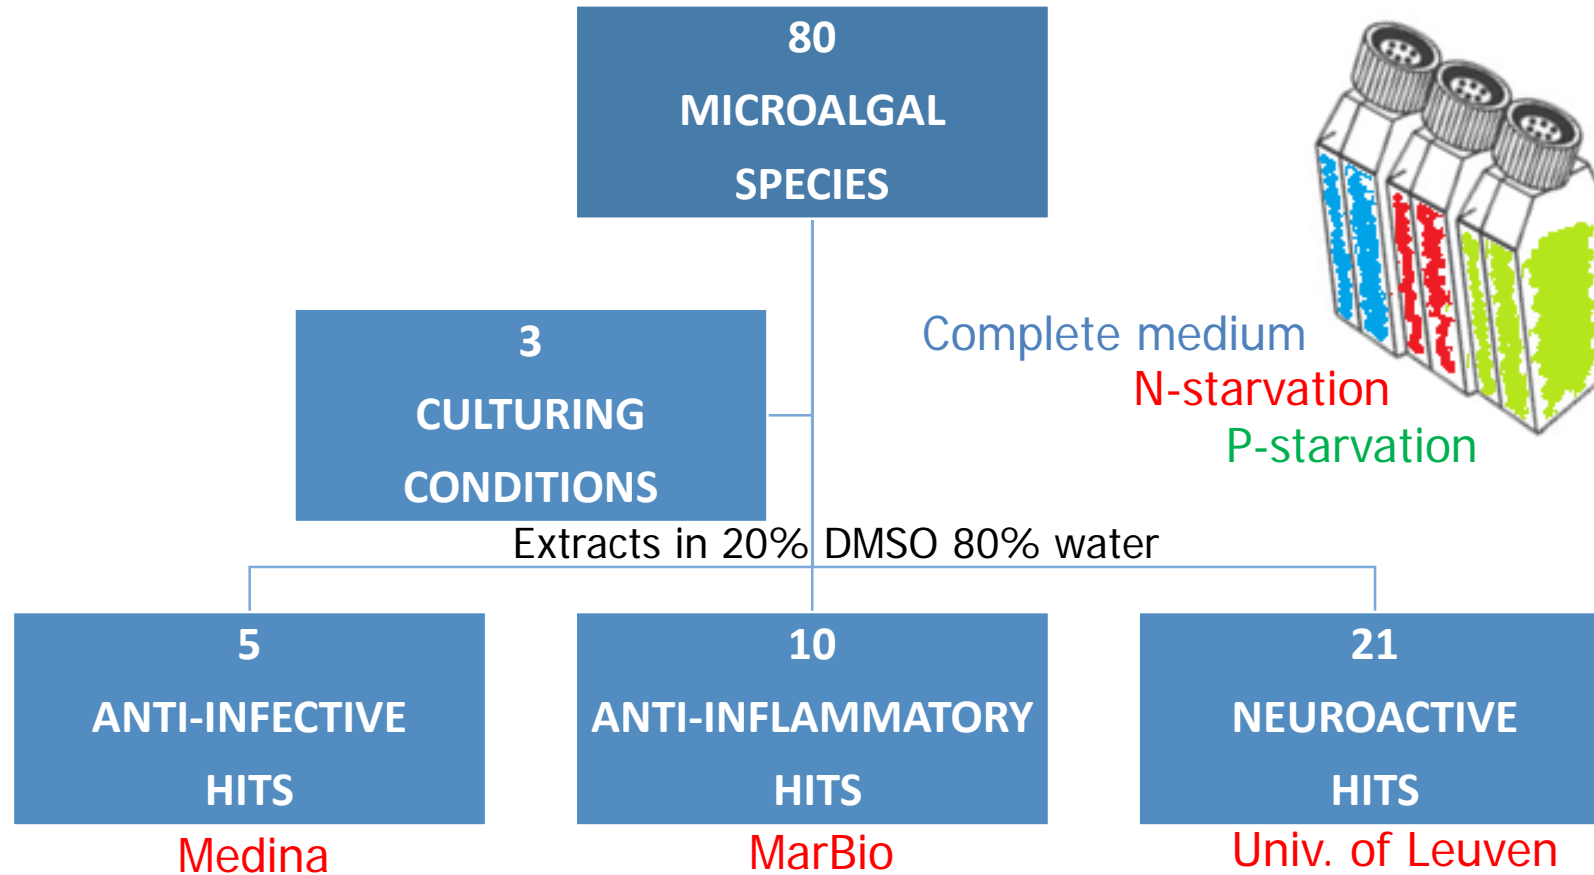 80
MICROALGAL
SPECIES
3
CULTURING
CONDITIONS
Complete medium
N-starvation
P-starvation
Extracts in 20% DMSO 80% water
5
ANTI-INFECTIVE
HITS
Medina
10
ANTI-INFLAMMATORY
HITS
MarBio
21
NEUROACTIVE
HITS
Univ. of Leuven